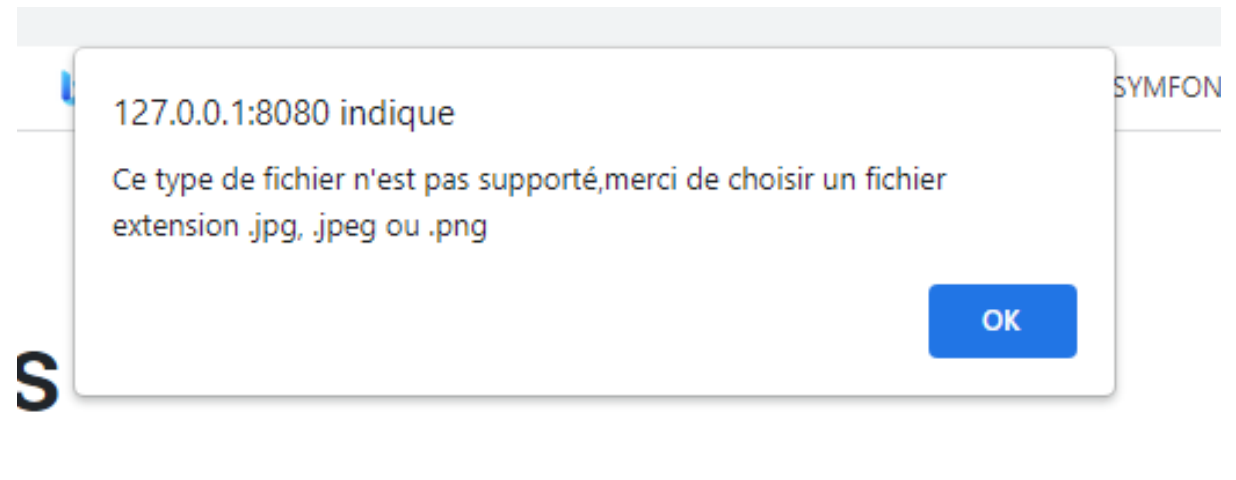 SYMFON
127.0.0.1:8080 indique
Ce type de fichier n'est pas supporté,merci de choisir un fichier
extension .jpg, .jpeg ou .png
OK
s